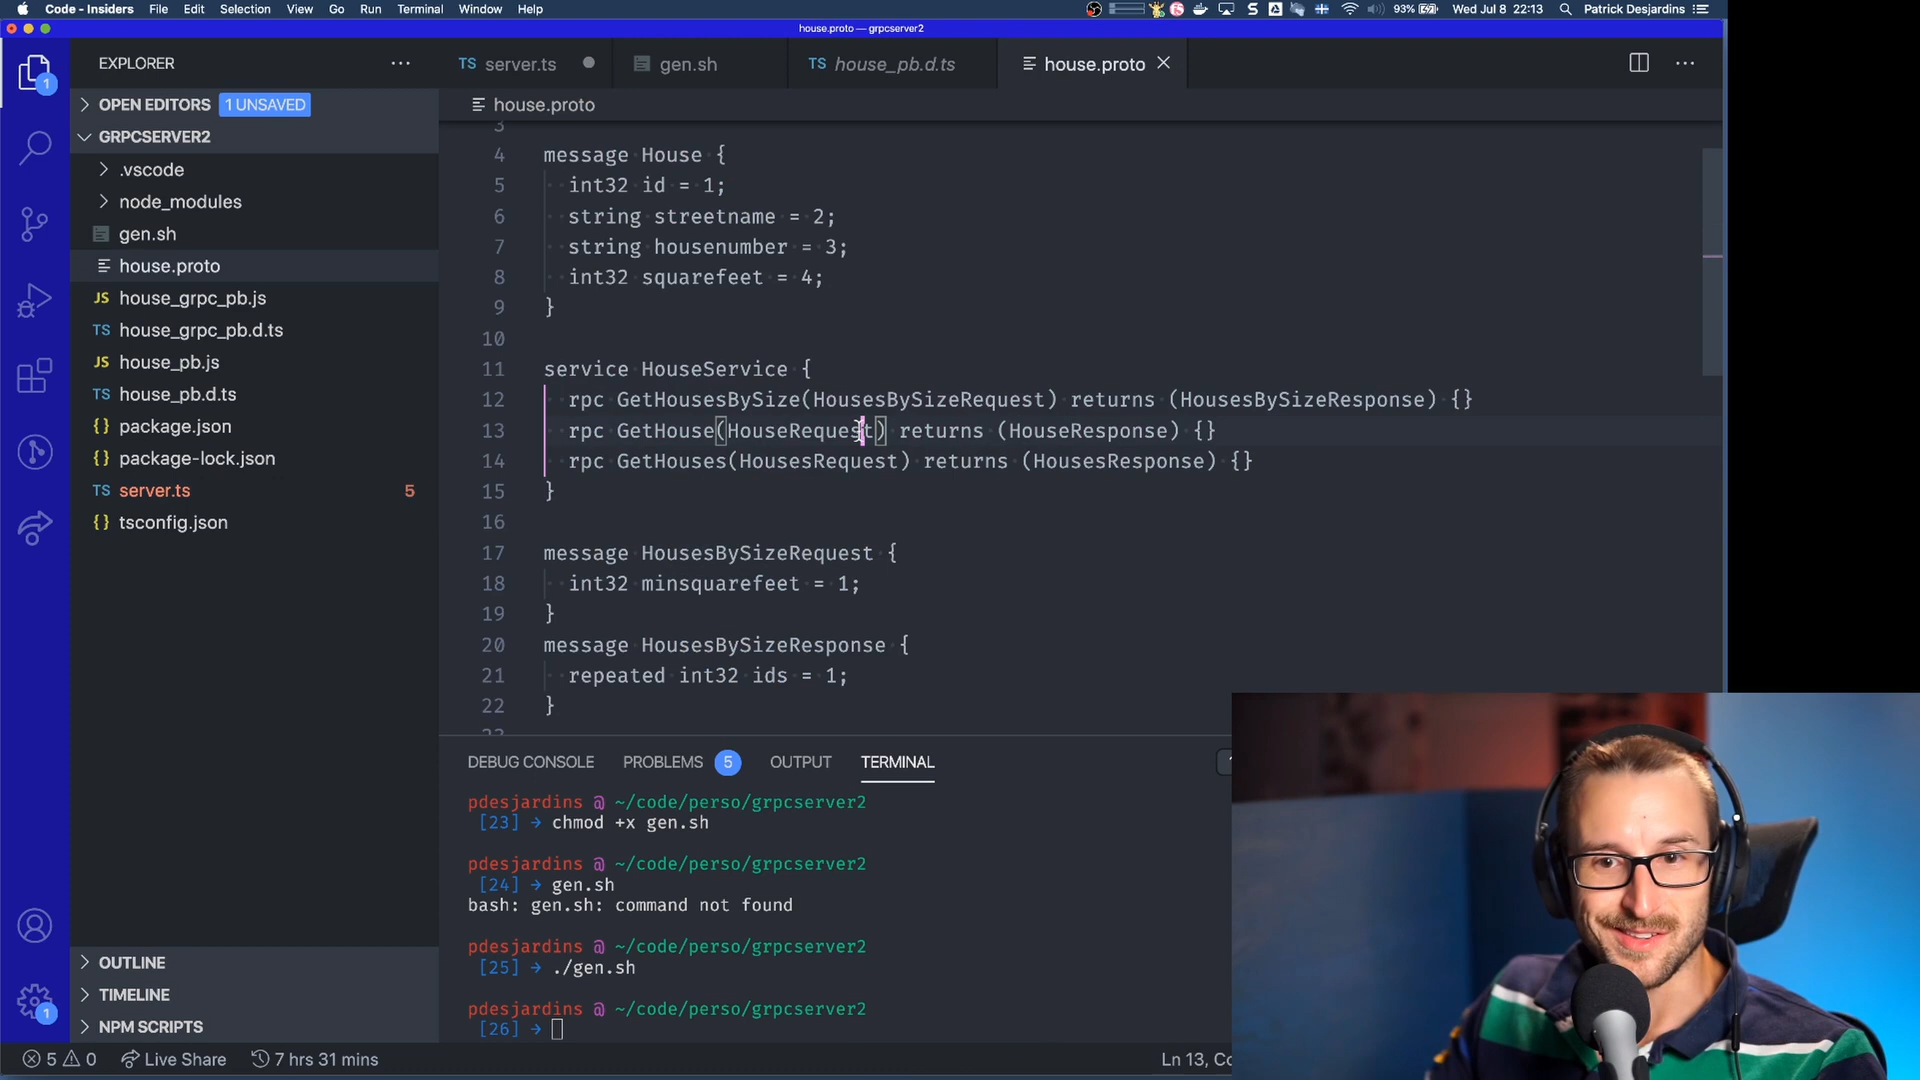 Code - Insiders File Edit Selection View Go Run Terminal Window Help 93% Wed Jul 8 22:13 Patrick Desjardins
house.proto — grpcserver2
EXPLORER
TS server.ts
gen.sh
TS house_pb.d.ts
house.proto
1
OPEN EDITORS 1 UNSAVED
GRPCSERVER2
.vscode
node_modules
gen.sh
house.proto
JS house_grpc_pb.js
TS house_grpc_pb.d.ts
JS house_pb.js
TS house_pb.d.ts
{} package.json
{} package-lock.json
TS server.ts 5
{} tsconfig.json
OUTLINE
TIMELINE
NPM SCRIPTS
1
house.proto
3
4 message House {
5 int32 id = 1;
6 string streetname = 2;
7 string housenumber = 3;
8 int32 squarefeet = 4;
9 }
10
11 service HouseService {
12 rpc GetHousesBySize(HousesBySizeRequest) returns (HousesBySizeResponse) {}
13 rpc GetHouse(HouseRequest) returns (HouseResponse) {}
14 rpc GetHouses(HousesRequest) returns (HousesResponse) {}
15 }
16
17 message HousesBySizeRequest {
18 int32 minsquarefeet = 1;
19 }
20 message HousesBySizeResponse {
21 repeated int32 ids = 1;
22 }
23
DEBUG CONSOLE PROBLEMS 5 OUTPUT TERMINAL
pdesjardins @ ~/code/perso/grpcserver2
[23] → chmod +x gen.sh
pdesjardins @ ~/code/perso/grpcserver2
[24] → gen.sh
bash: gen.sh: command not found
pdesjardins @ ~/code/perso/grpcserver2
[25] → ./gen.sh
pdesjardins @ ~/code/perso/grpcserver2
[26] →
5 0 Live Share 7 hrs 31 mins
Ln 13,